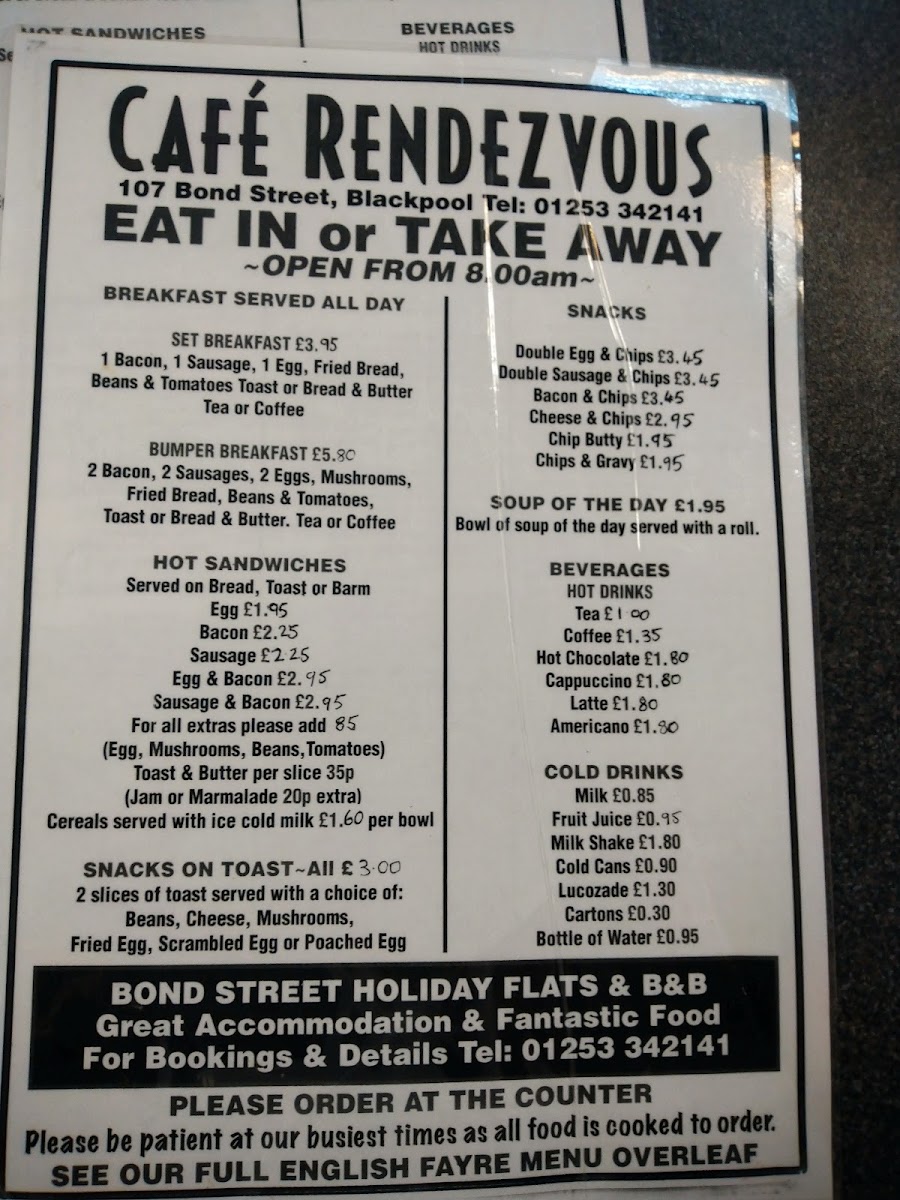 HOT SANDWICHES
BEVERAGES
HOT DRINKS
CAFÉ RENDEZVOUS
107 Bond Street, Blackpool Tel: 01253 342141
EAT IN or TAKE AWAY
~OPEN FROM 8.00am~
BREAKFAST SERVED ALL DAY
SET BREAKFAST £3.95
1 Bacon, 1 Sausage, 1 Egg, Fried Bread,
Beans & Tomatoes Toast or Bread & Butter
Tea or Coffee
BUMPER BREAKFAST £5.80
2 Bacon, 2 Sausages, 2 Eggs, Mushrooms,
Fried Bread, Beans & Tomatoes,
Toast or Bread & Butter. Tea or Coffee
HOT SANDWICHES
Served on Bread, Toast or Barm
Egg £1.95
Bacon £2.25
Sausage £2.25
Egg & Bacon £2.95
Sausage & Bacon £2.95
For all extras please add 85
(Egg, Mushrooms, Beans,Tomatoes)
Toast & Butter per slice 35p
(Jam or Marmalade 20p extra)
Cereals served with ice cold milk £1.60 per bowl
SNACKS ON TOAST~All £3.00
2 slices of toast served with a choice of:
Beans, Cheese, Mushrooms,
Fried Egg, Scrambled Egg or Poached Egg
SNACKS
Double Egg & Chips £3.45
Double Sausage & Chips £3.45
Bacon & Chips £3.45
Cheese & Chips £2.95
Chip Butty £1.95
Chips & Gravy £1.95
SOUP OF THE DAY £1.95
Bowl of soup of the day served with a roll.
BEVERAGES
HOT DRINKS
Tea £1.00
Coffee £1.35
Hot Chocolate £1.80
Cappuccino £1.80
Latte £1.80
Americano £1.80
COLD DRINKS
Milk £0.85
Fruit Juice £0.95
Milk Shake £1.80
Cold Cans £0.90
Lucozade £1.30
Cartons £0.30
Bottle of Water £0.95
BOND STREET HOLIDAY FLATS & B&B
Great Accommodation & Fantastic Food
For Bookings & Details Tel: 01253 342141
PLEASE ORDER AT THE COUNTER
Please be patient at our busiest times as all food is cooked to order.
SEE OUR FULL ENGLISH FAYRE MENU OVERLEAF